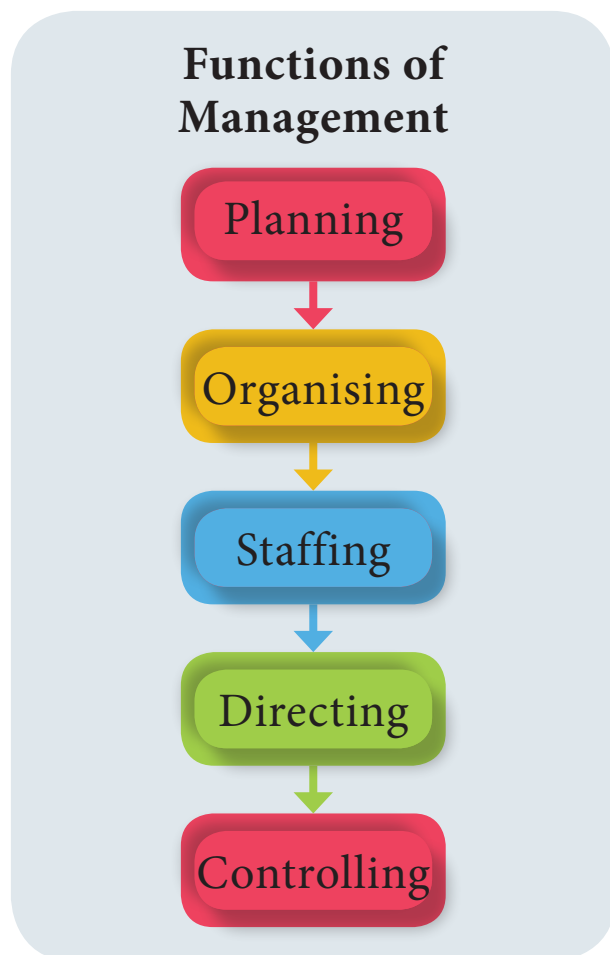 Functions of
Management
Planning
Organising
Staffing
Directing
Controlling